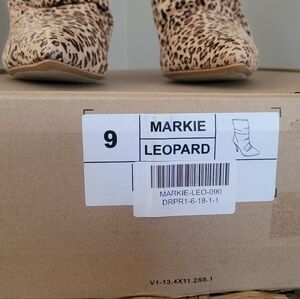 9
MARKIE
LEOPARD
MARKIE-LEO-090
DRPR1-6-18-1-1
V1-13.4X11.2X5.1